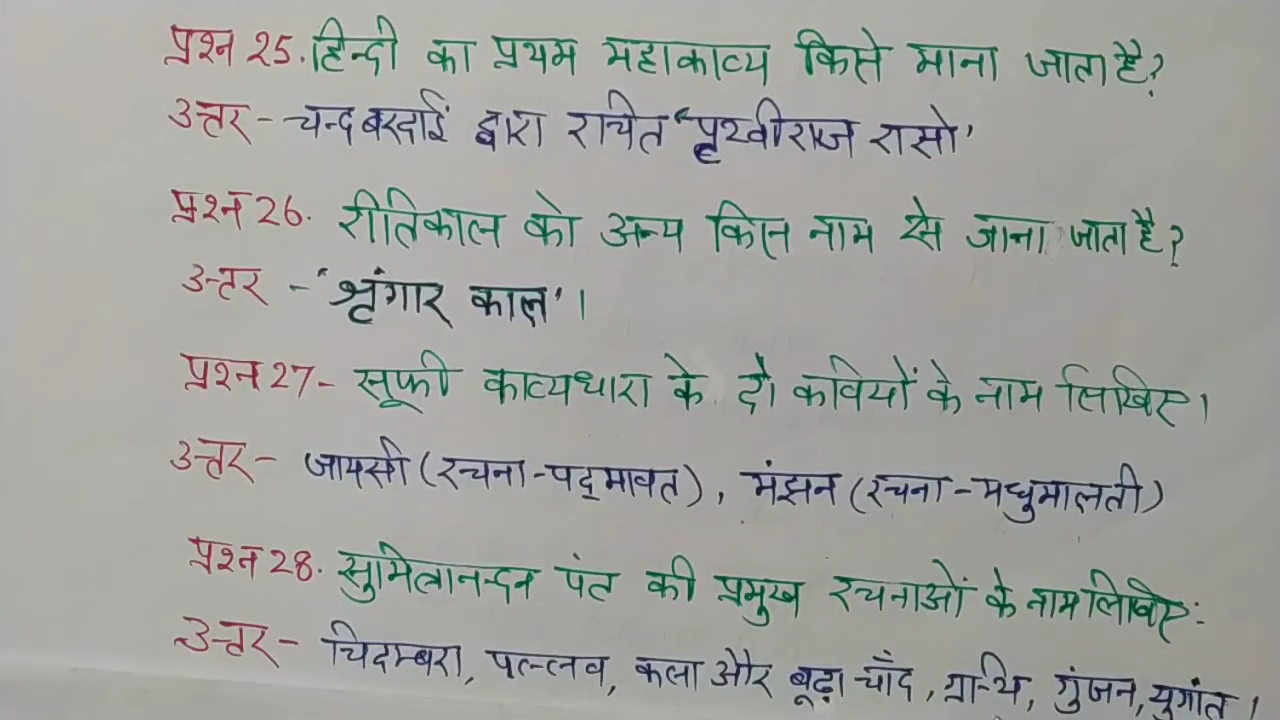 प्रश्न 25. हिन्दी का प्रथम महाकाव्य किसे माना जाता है?
उत्तर - चन्दबरदाई द्वारा रचित "पृथ्वीराज रासो'
प्रश्न 26. रीतिकाल को अन्य किस नाम से जाना जाता है?
उत्तर - 'श्रृंगार काल'।
प्रश्न 27- सूफी काव्यधारा के दो कवियों के नाम लिखिए।
उत्तर - जायसी (रचना-पद्मावत), मंझन (रचना-मधुमालती)
प्रश्न 28. सुमित्रानन्दन पंत की प्रमुख रचनाओं के नाम लिखिए:
उत्तर - चिदम्बरा, पल्लव, कला और बूढ़ा चाँद, ग्रन्थि, गुंजन, युगांत।